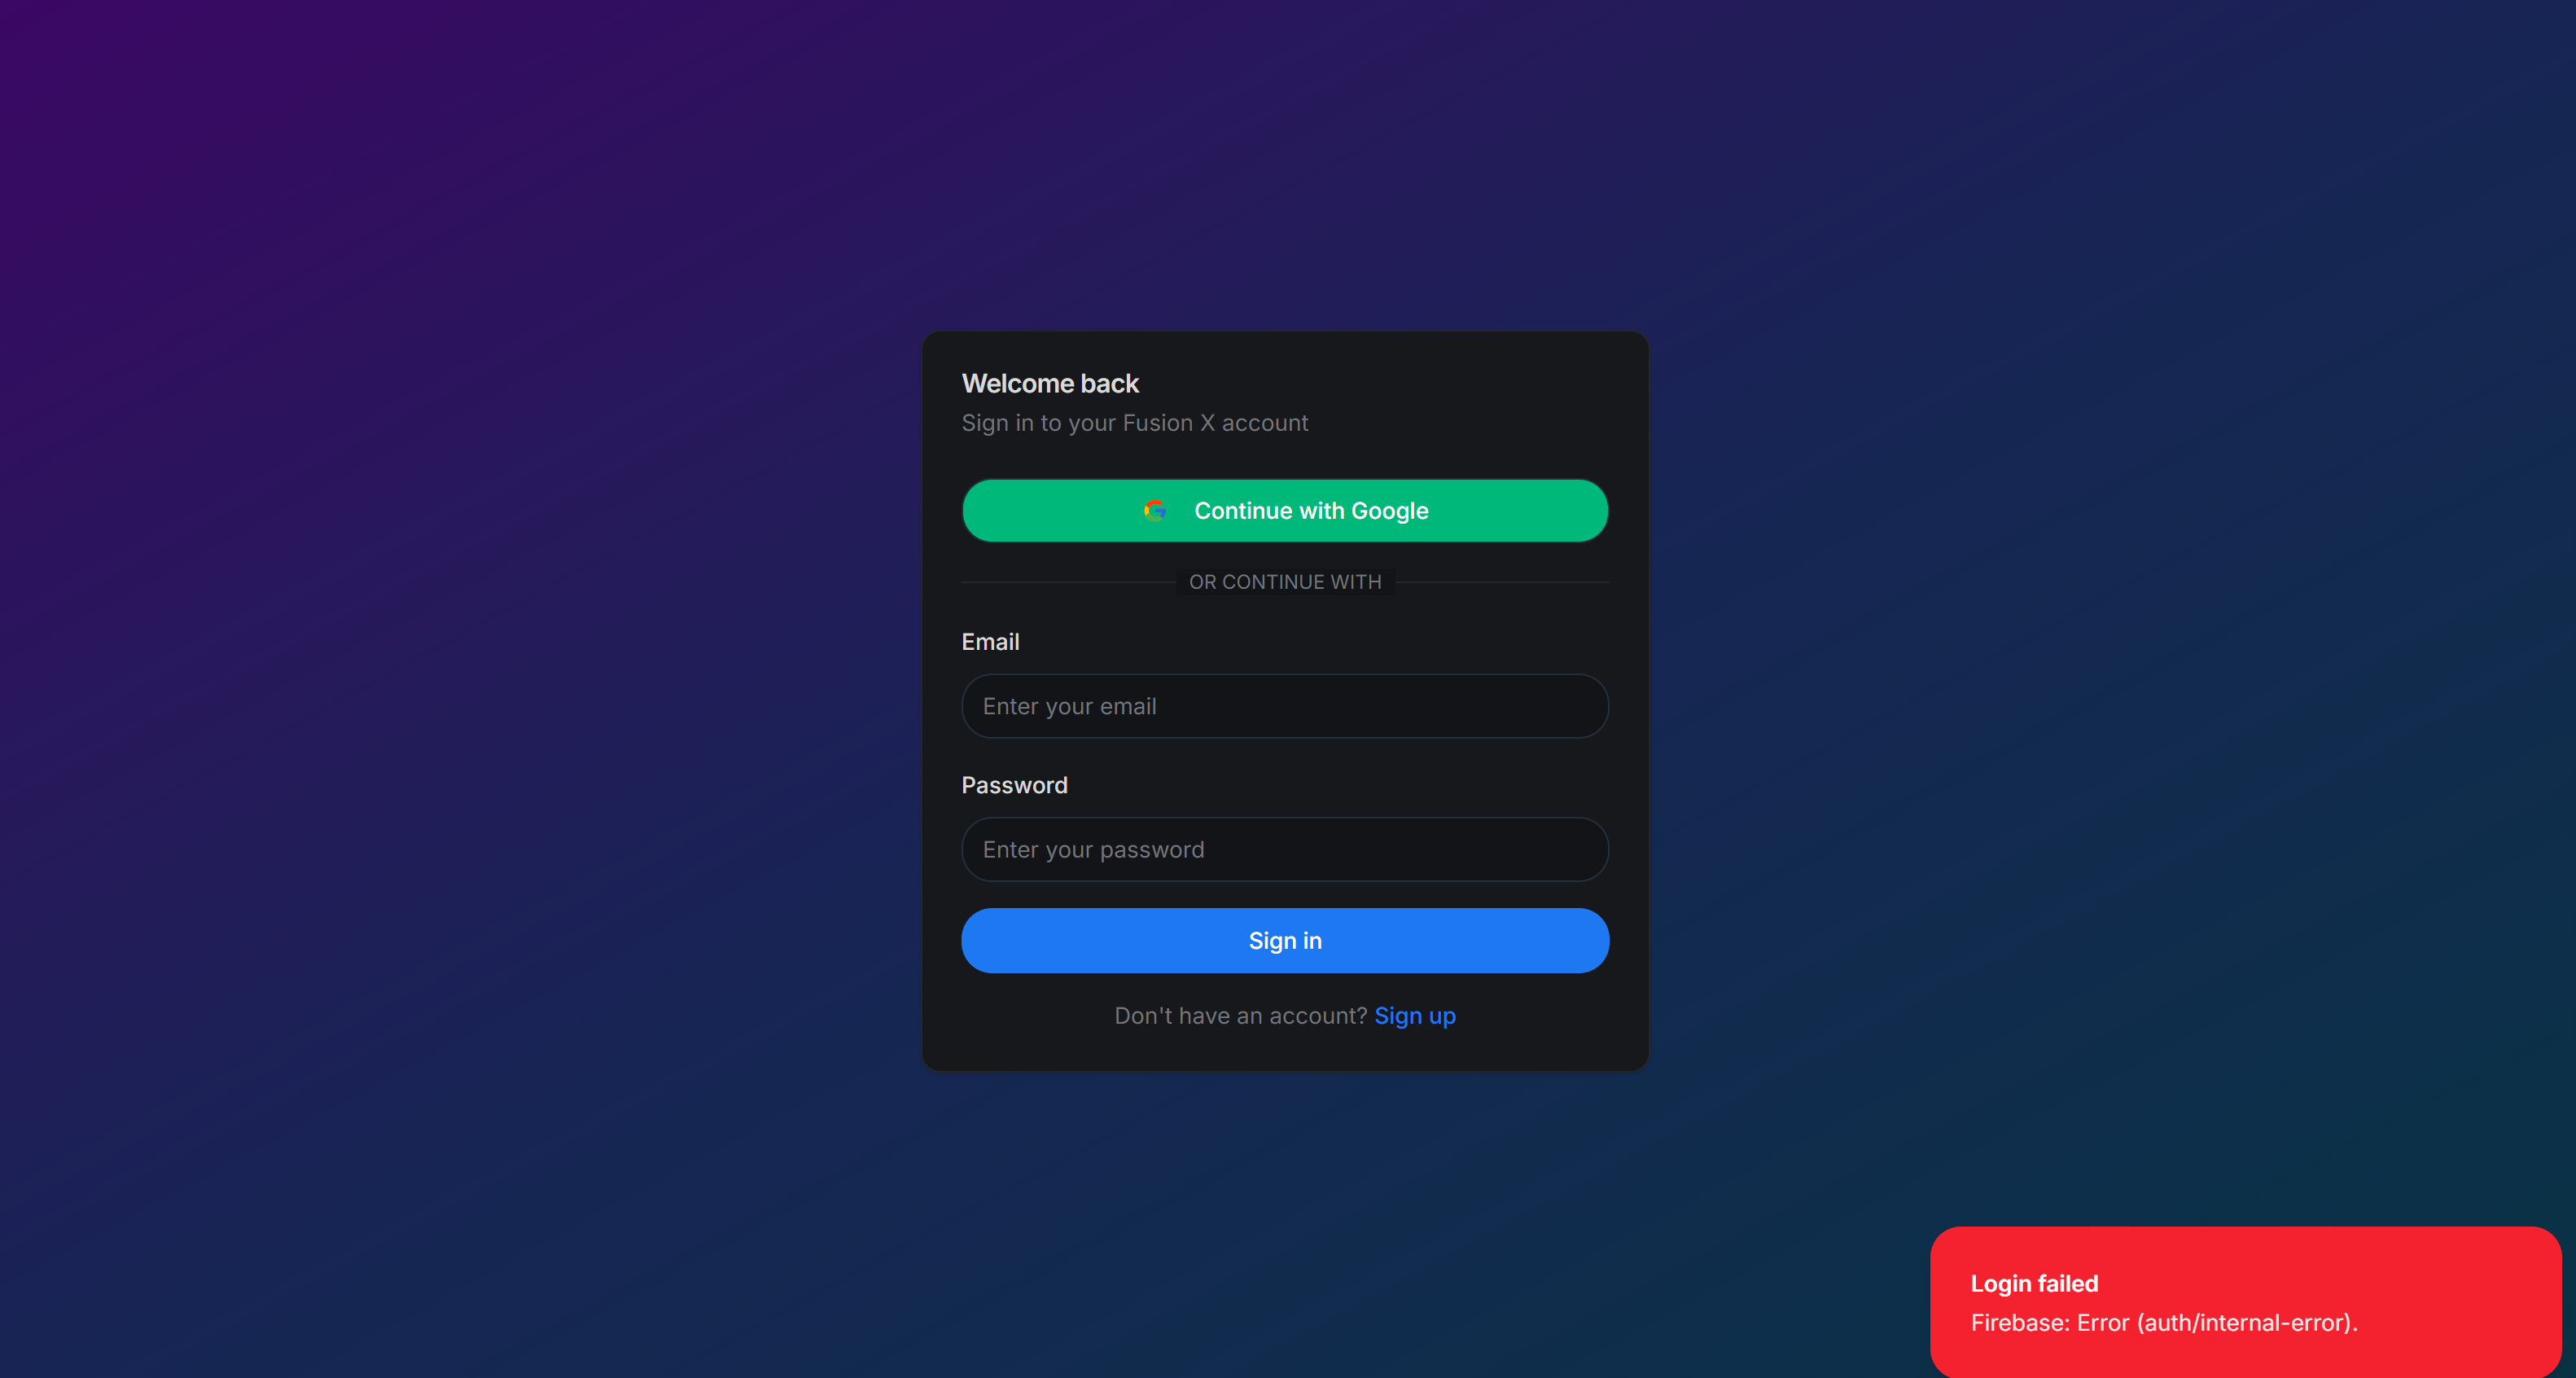 Welcome back
Sign in to your Fusion X account
Continue with Google
OR CONTINUE WITH
Email
Enter your email
Password
Enter your password
Sign in
Don't have an account? Sign up
Login failed
Firebase: Error (auth/internal-error).